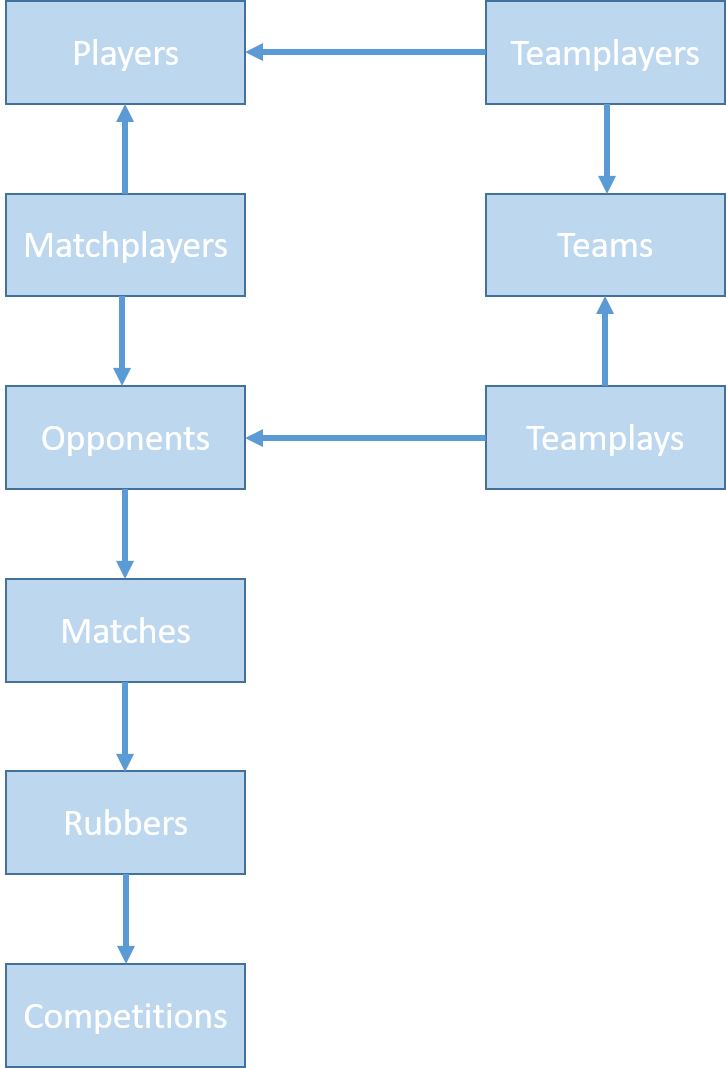 Players
Teamplayers
Matchplayers
Teams
Opponents
Teamplays
Matches
Rubbers
Competitions